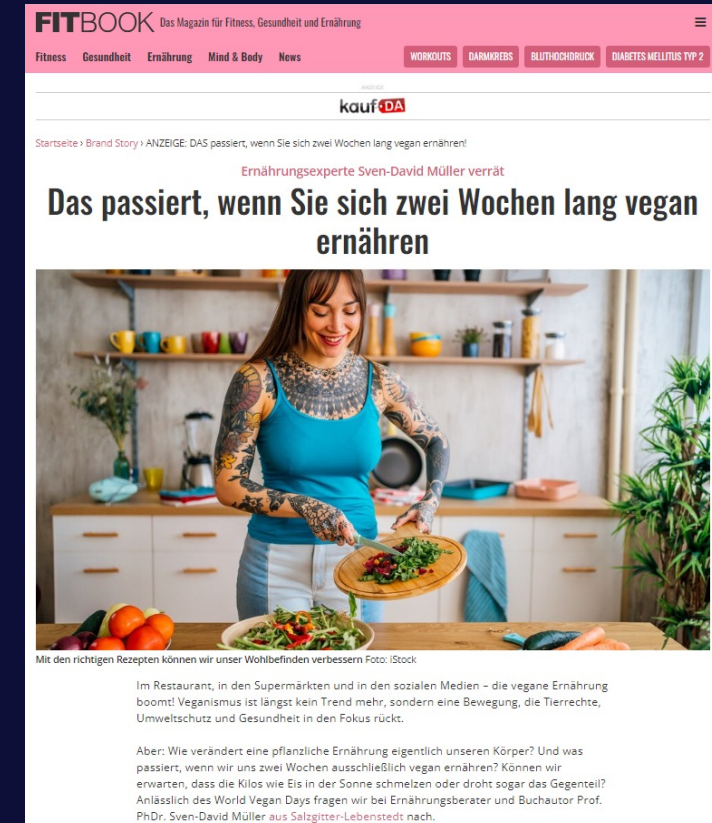 FITBOOK Das Magazin für Fitness, Gesundheit und Ernährung
Fitness Gesundheit Ernährung Mind & Body News WORKOUTS DARMKREBS BLUTHOCHDRUCK DIABETES MELLITUS TYP 2
ANZEIGE
kaufDA
Startseite › Brand Story › ANZEIGE: DAS passiert, wenn Sie sich zwei Wochen lang vegan ernähren!
Ernährungsexperte Sven-David Müller verrät
Das passiert, wenn Sie sich zwei Wochen lang vegan
ernähren
Mit den richtigen Rezepten können wir unser Wohlbefinden verbessern Foto: iStock
Im Restaurant, in den Supermärkten und in den sozialen Medien – die vegane Ernährung
boomt! Veganismus ist längst kein Trend mehr, sondern eine Bewegung, die Tierrechte,
Umweltschutz und Gesundheit in den Fokus rückt.
Aber: Wie verändert eine pflanzliche Ernährung eigentlich unseren Körper? Und was
passiert, wenn wir uns zwei Wochen ausschließlich vegan ernähren? Können wir
erwarten, dass die Kilos wie Eis in der Sonne schmelzen oder droht sogar das Gegenteil?
Anlässlich des World Vegan Days fragen wir bei Ernährungsberater und Buchautor Prof.
PhDr. Sven-David Müller aus Salzgitter-Lebenstedt nach.